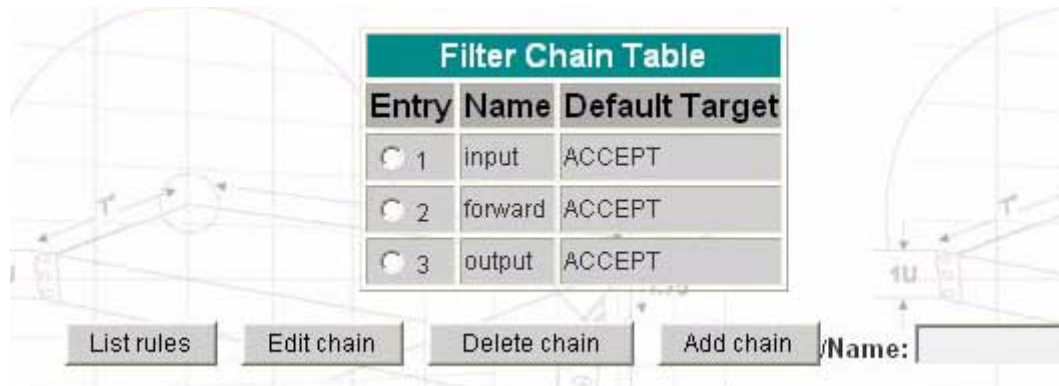 Filter Chain Table
Entry Name Default Target
1 input ACCEPT
2 forward ACCEPT
3 output ACCEPT
T
T
1U
List rules Edit chain Delete chain Add chain /Name: